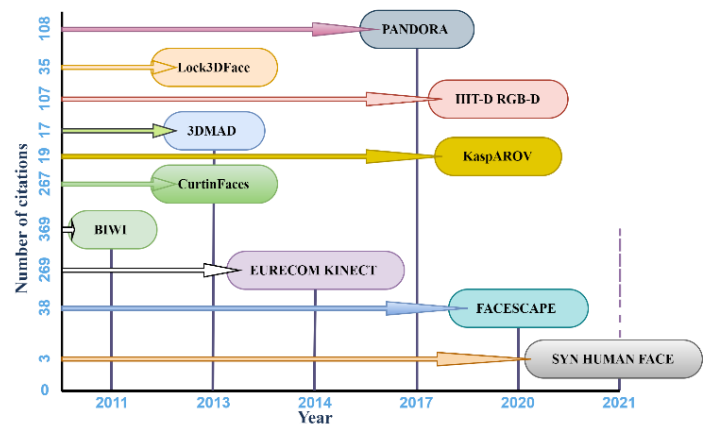 Number of citations
108
PANDORA
35
Lock3DFace
107
IIIT-D RGB-D
17
3DMAD
19
KaspAROV
267
CurtinFaces
369
BIWI
269
EURECOM KINECT
38
FACESCAPE
3
SYN HUMAN FACE
0
2011 2013 2014 2017 2020 2021
Year